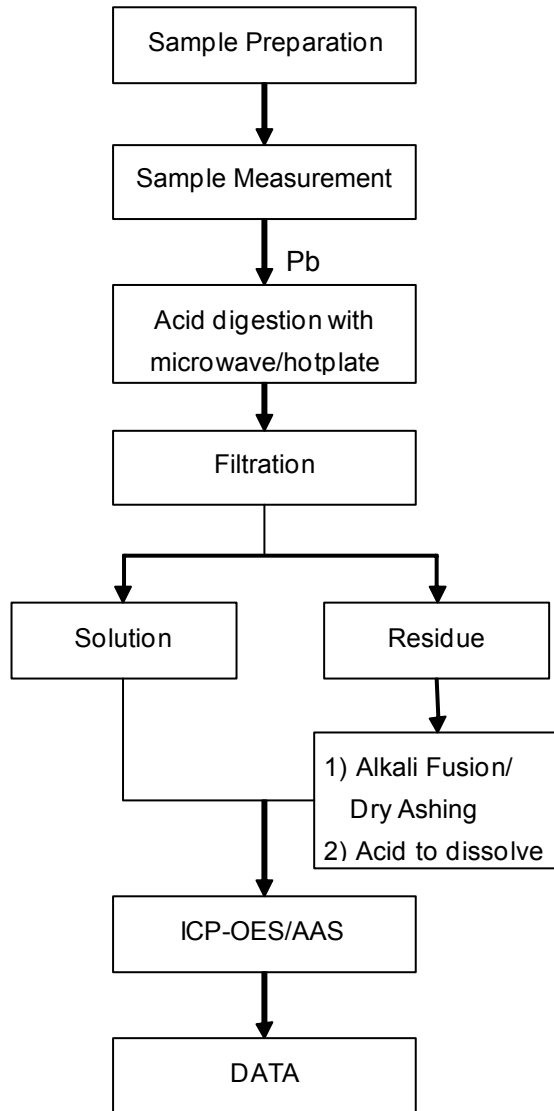 Sample Preparation
Sample Measurement
Pb
Acid digestion with
microwave/hotplate
Filtration
Solution
Residue
1) Alkali Fusion/
Dry Ashing
2) Acid to dissolve
ICP-OES/AAS
DATA